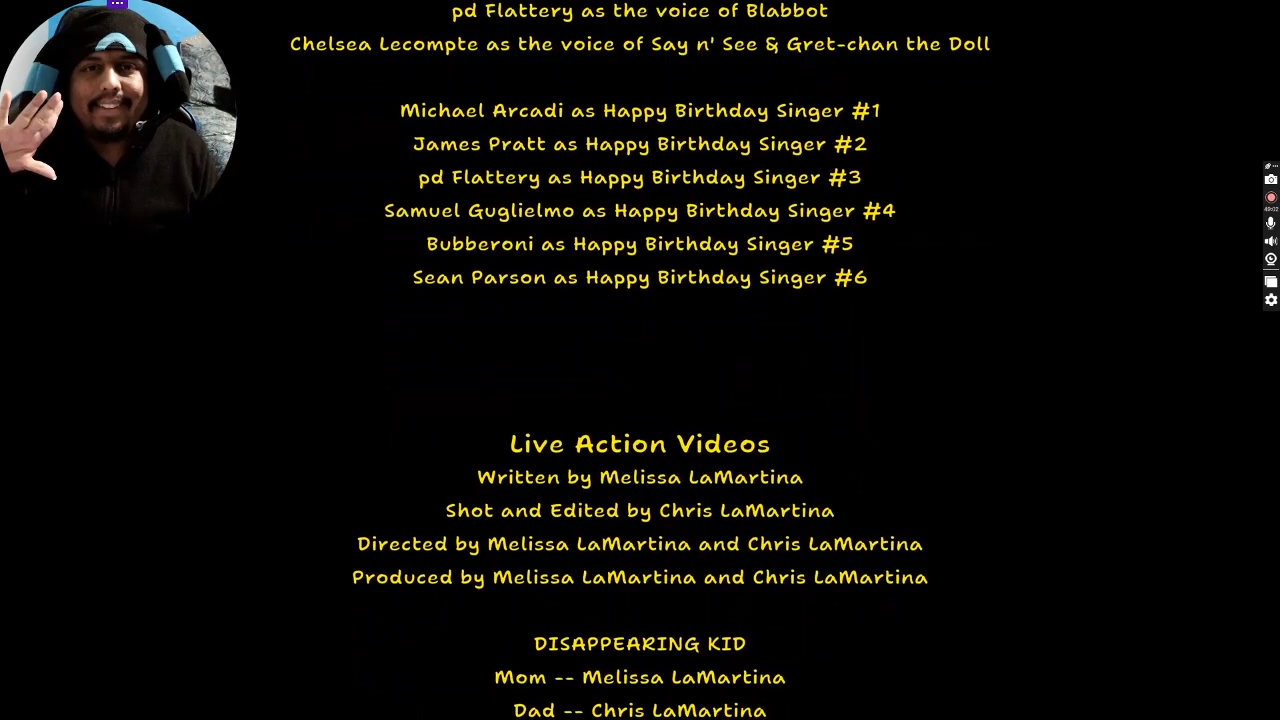 pd Flattery as the voice of Blabbot
Chelsea Lecompte as the voice of Say n' See & Gret-chan the Doll
Michael Arcadi as Happy Birthday Singer #1
James Pratt as Happy Birthday Singer #2
pd Flattery as Happy Birthday Singer #3
Samuel Guglielmo as Happy Birthday Singer #4
Bubberoni as Happy Birthday Singer #5
Sean Parson as Happy Birthday Singer #6
Live Action Videos
Written by Melissa LaMartina
Shot and Edited by Chris LaMartina
Directed by Melissa LaMartina and Chris LaMartina
Produced by Melissa LaMartina and Chris LaMartina
DISAPPEARING KID
Mom -- Melissa LaMartina
Dad -- Chris LaMartina